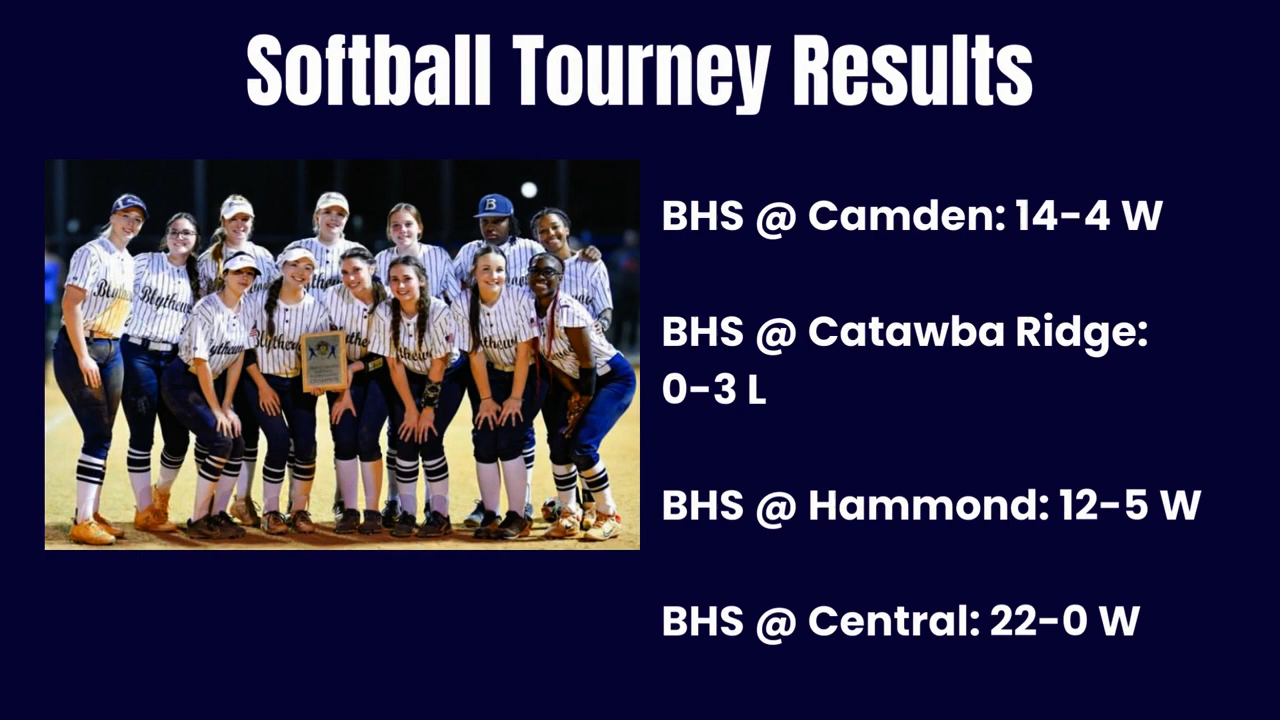 Softball Tourney Results
BHS @ Camden: 14-4 W
BHS @ Catawba Ridge:
0-3 L
BHS @ Hammond: 12-5 W
BHS @ Central: 22-0 W
B